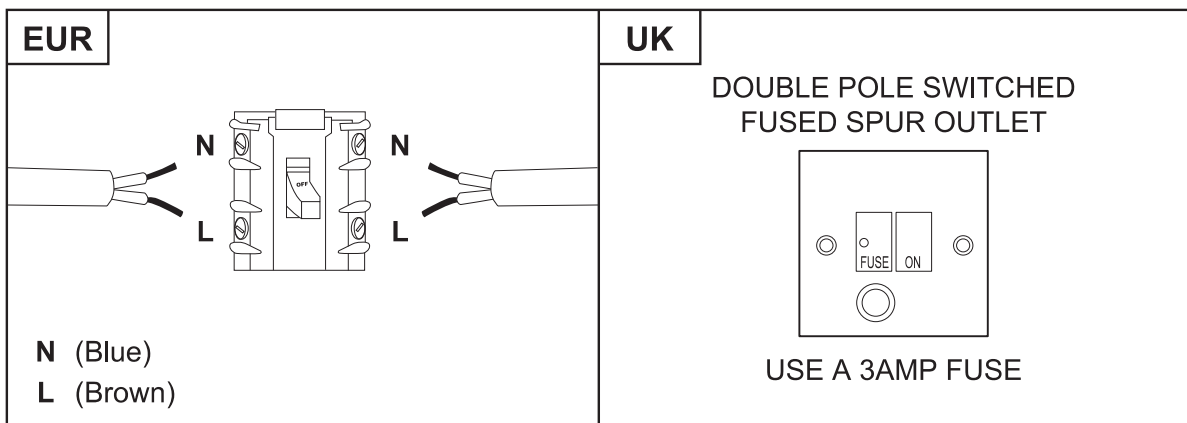 EUR
N
N
OFF
L
L
N (Blue)
L (Brown)
UK
DOUBLE POLE SWITCHED
FUSED SPUR OUTLET
FUSE ON
USE A 3AMP FUSE